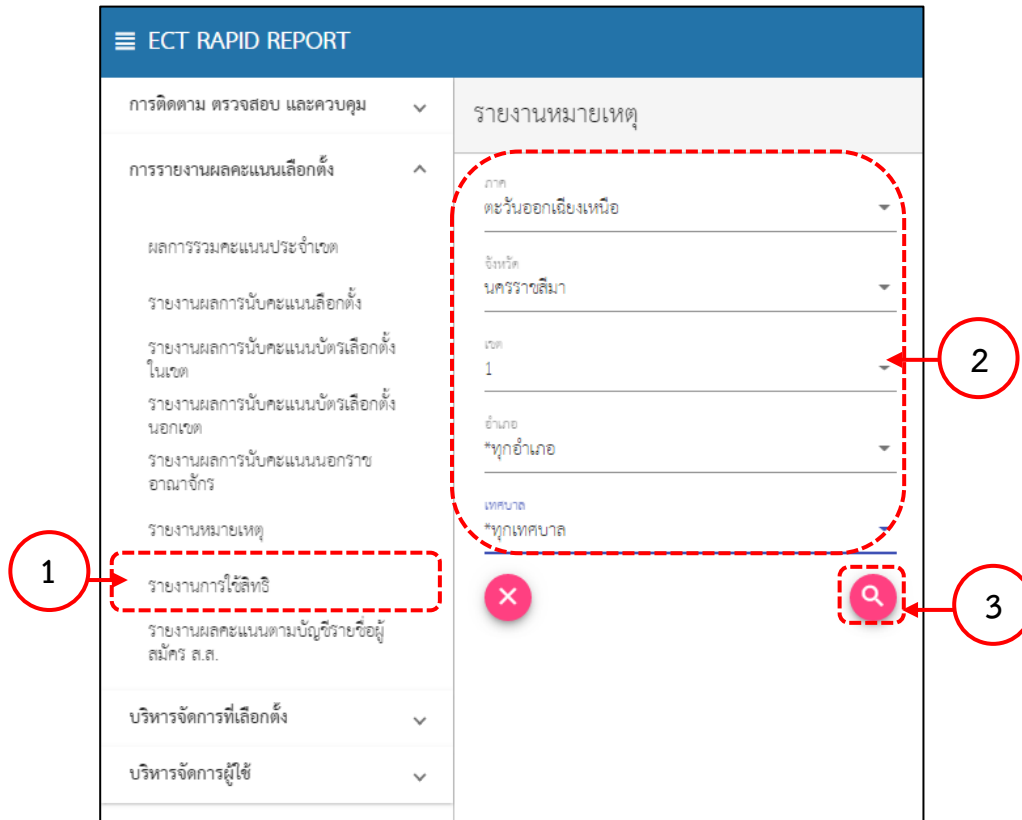 ECT RAPID REPORT
การติดตาม ตรวจสอบ และควบคุม
การรายงานผลคะแนนเลือกตั้ง
ผลการรวมคะแนนประจำเขต
รายงานผลการนับคะแนนลือกตั้ง
รายงานผลการนับคะแนนบัตรเลือกตั้ง
ในเขต
รายงานผลการนับคะแนนบัตรเลือกตั้ง
นอกเขต
รายงานผลการนับคะแนนนอกราช
อาณาจักร
รายงานหมายเหตุ
1
รายงานการใช้สิทธิ
รายงานผลคะแนนตามบัญชีรายชื่อผู้
สมัคร ส.ส.
บริหารจัดการที่เลือกตั้ง
บริหารจัดการผู้ใช้
รายงานหมายเหตุ
ภาค
ตะวันออกเฉียงเหนือ
จังหวัด
นครราชสีมา
เขต
1
2
อำเภอ
*ทุกอำเภอ
เทศบาล
*ทุกเทศบาล
3